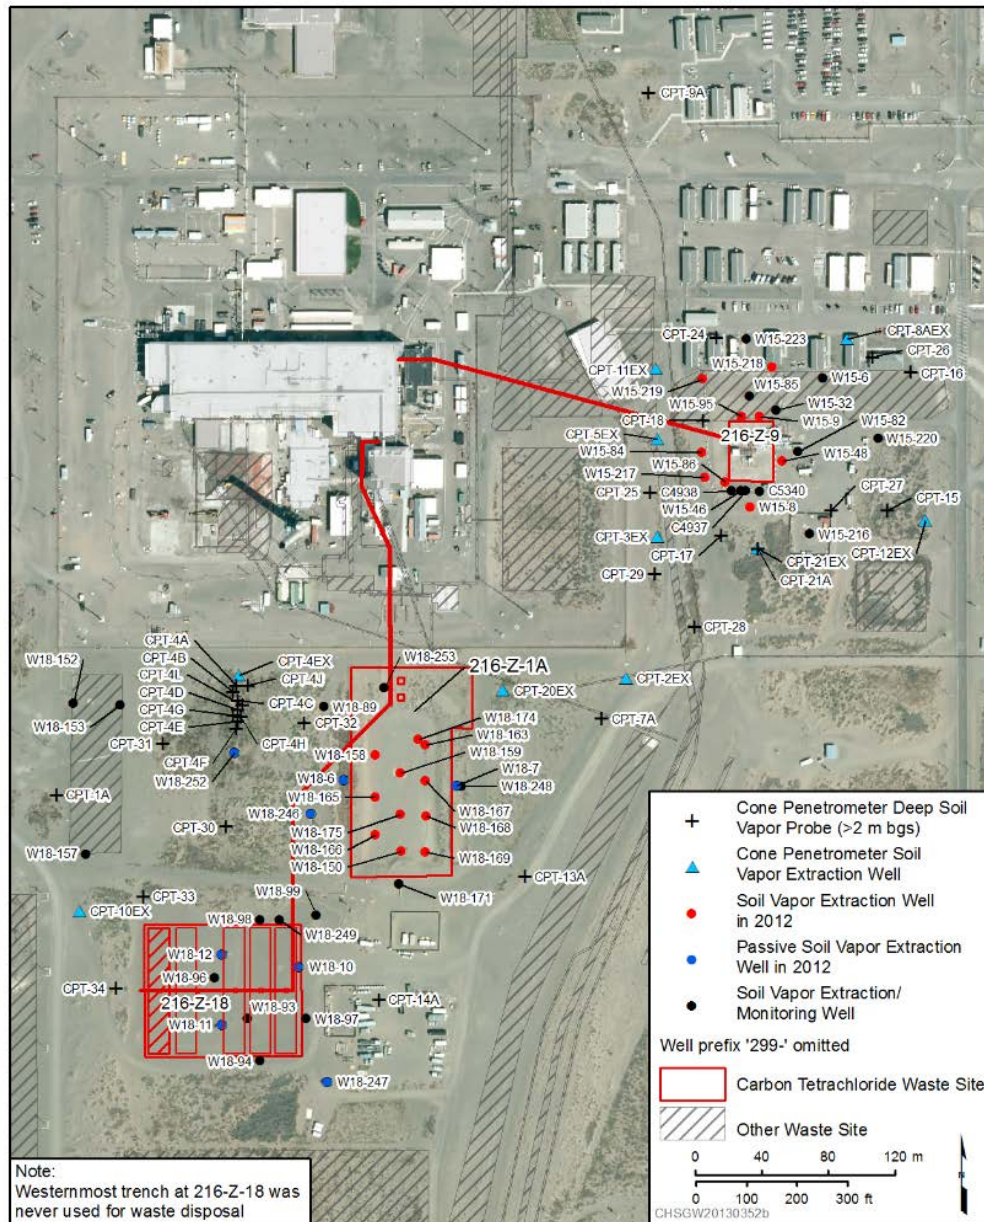 CPT-9A
CPT-24
W15-223
CPT-8AEX
CPT-26
W15-218
CPT-11EX
W15-6
CPT-16
W15-219
W15-85
W15-95
W15-32
CPT-18
W15-9
W15-82
CPT-5EX
216-Z-9
W15-220
W15-84
W15-48
W15-86
W15-217
CPT-27
CPT-15
CPT-25
C4938
C5340
W15-46
W15-8
C4937
W15-216
CPT-3EX
CPT-17
CPT-21EX
CPT-12EX
CPT-29
CPT-21A
CPT-28
CPT-4A
CPT-4B
CPT-4EX
W18-253
W18-152
CPT-4L
CPT-4J
216-Z-1A
CPT-4D
CPT-4C
W18-89
CPT-20EX
CPT-2EX
CPT-4G
W18-174
W18-153
CPT-4E
CPT-32
W18-163
CPT-7A
CPT-31
CPT-4H
W18-158
W18-159
CPT-4F
W18-252
W18-6
W18-7
W18-248
CPT-1A
W18-165
W18-167
W18-246
CPT-30
W18-175
W18-168
W18-166
W18-157
W18-150
W18-169
W18-99
CPT-13A
CPT-33
W18-171
CPT-10EX
W18-98
W18-249
W18-12
W18-10
W18-96
CPT-34
216-Z-18
W18-93
CPT-14A
W18-11
W18-97
W18-94
W18-247
Cone Penetrometer Deep Soil
Vapor Probe (>2 m bgs)
Cone Penetrometer Soil
Vapor Extraction Well
Soil Vapor Extraction Well
in 2012
Passive Soil Vapor Extraction
Well in 2012
Soil Vapor Extraction/
Monitoring Well
Well prefix '299-' omitted
Carbon Tetrachloride Waste Site
Other Waste Site
0 60 120 m
0 100 200 300 ft
N
CHSGW20130352b
Note:
Westernmost trench at 216-Z-18 was
never used for waste disposal